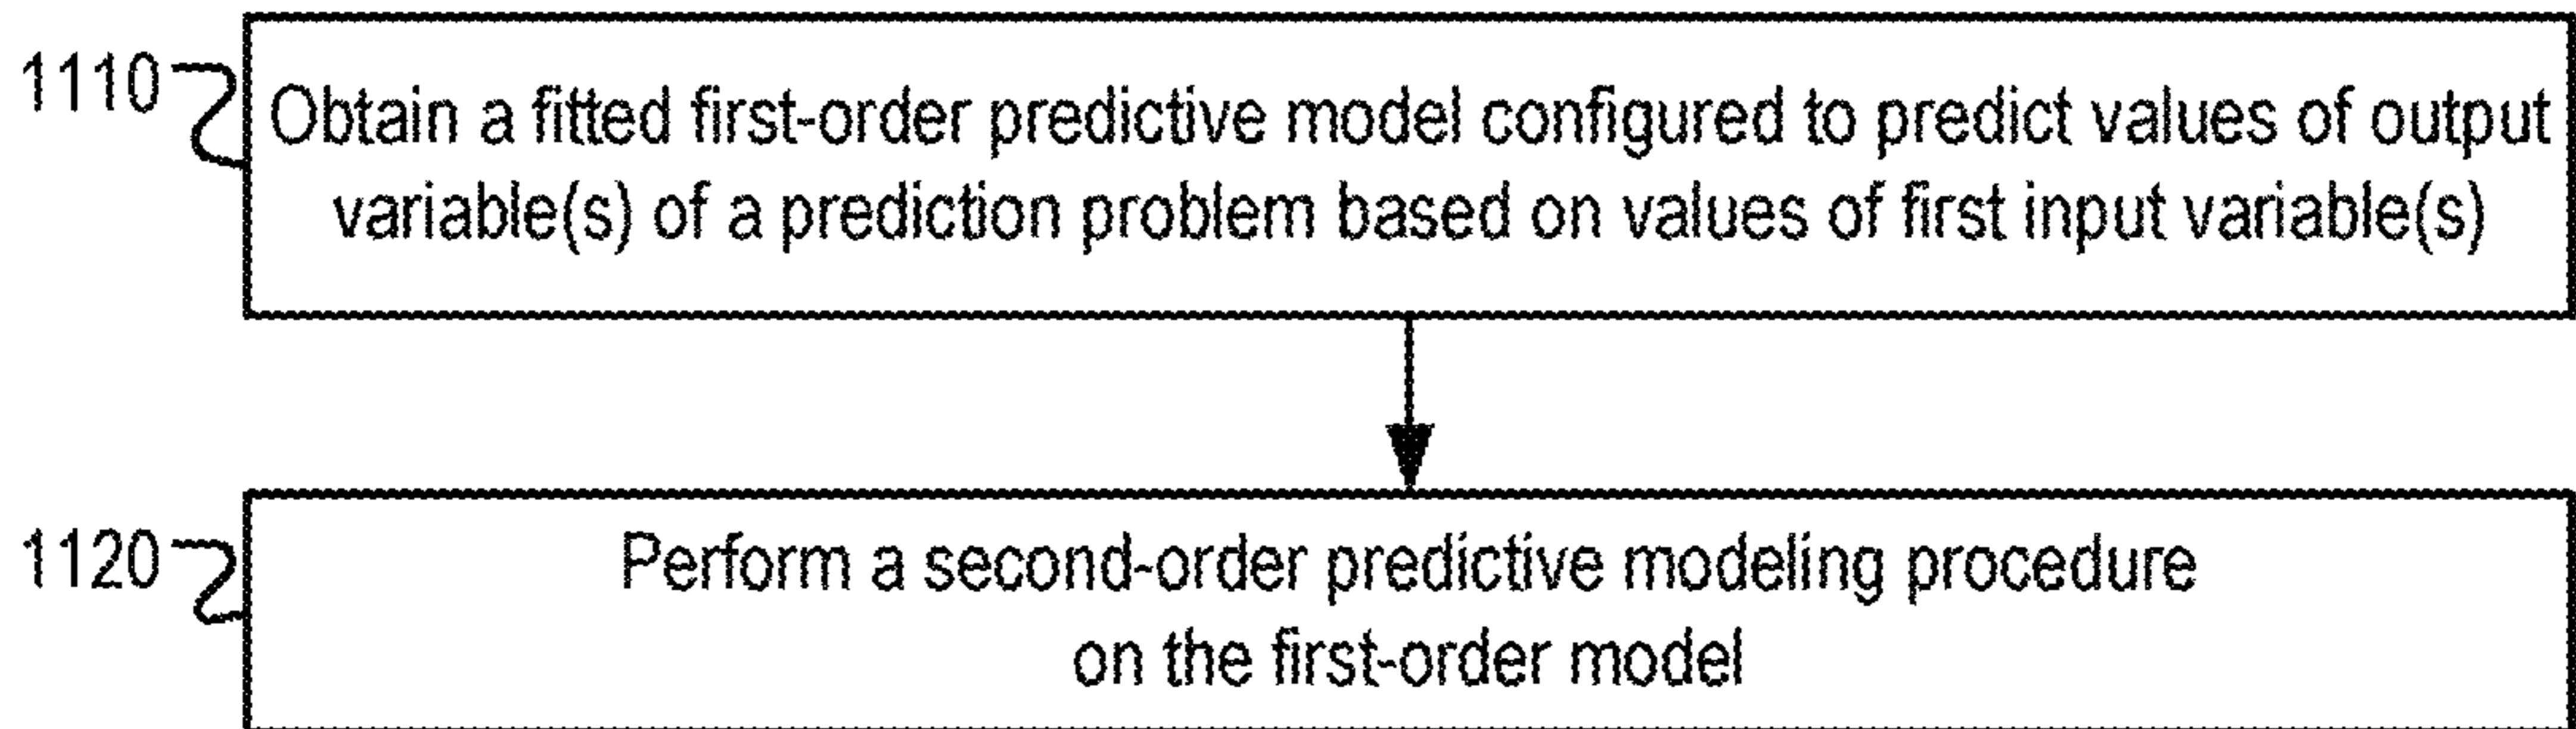 1110
Obtain a fitted first-order predictive model configured to predict values of output
variable(s) of a prediction problem based on values of first input variable(s)
1120
Perform a second-order predictive modeling procedure
on the first-order model